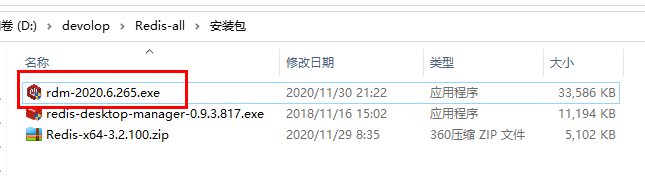 卷 (D:) › devolop › Redis-all › 安装包
名称 修改日期 类型 大小
rdm-2020.6.265.exe 2020/11/30 21:22 应用程序 33,586 KB
redis-desktop-manager-0.9.3.817.exe 2018/11/16 15:02 应用程序 11,194 KB
Redis-x64-3.2.100.zip 2020/11/29 8:35 360压缩 ZIP 文件 5,102 KB